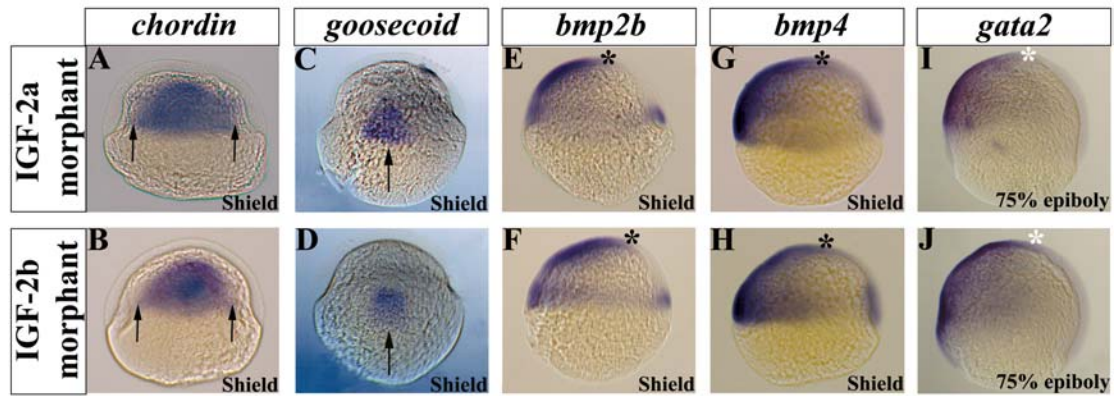 chordin goosecoid bmp2b bmp4 gata2
IGF-2a morphant
A C E * G * I *
Shield Shield Shield Shield 75% epiboly
IGF-2b morphant
B D F * H * J *
Shield Shield Shield Shield 75% epiboly